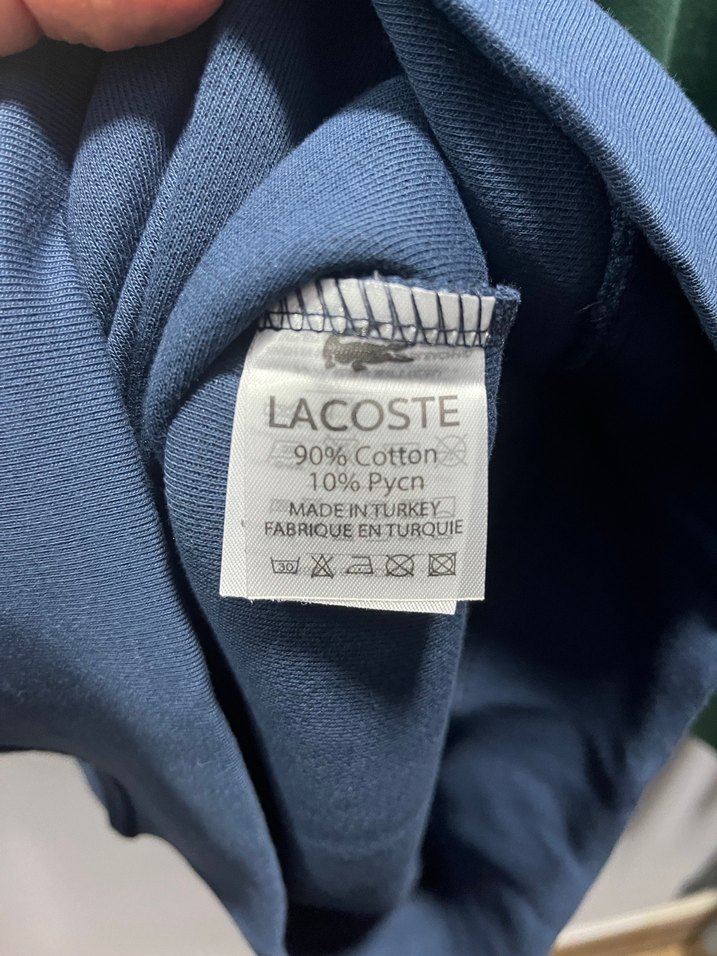 LACOSTE
90% Cotton
10% Pycn
MADE IN TURKEY
FABRIQUE EN TURQUIE
30